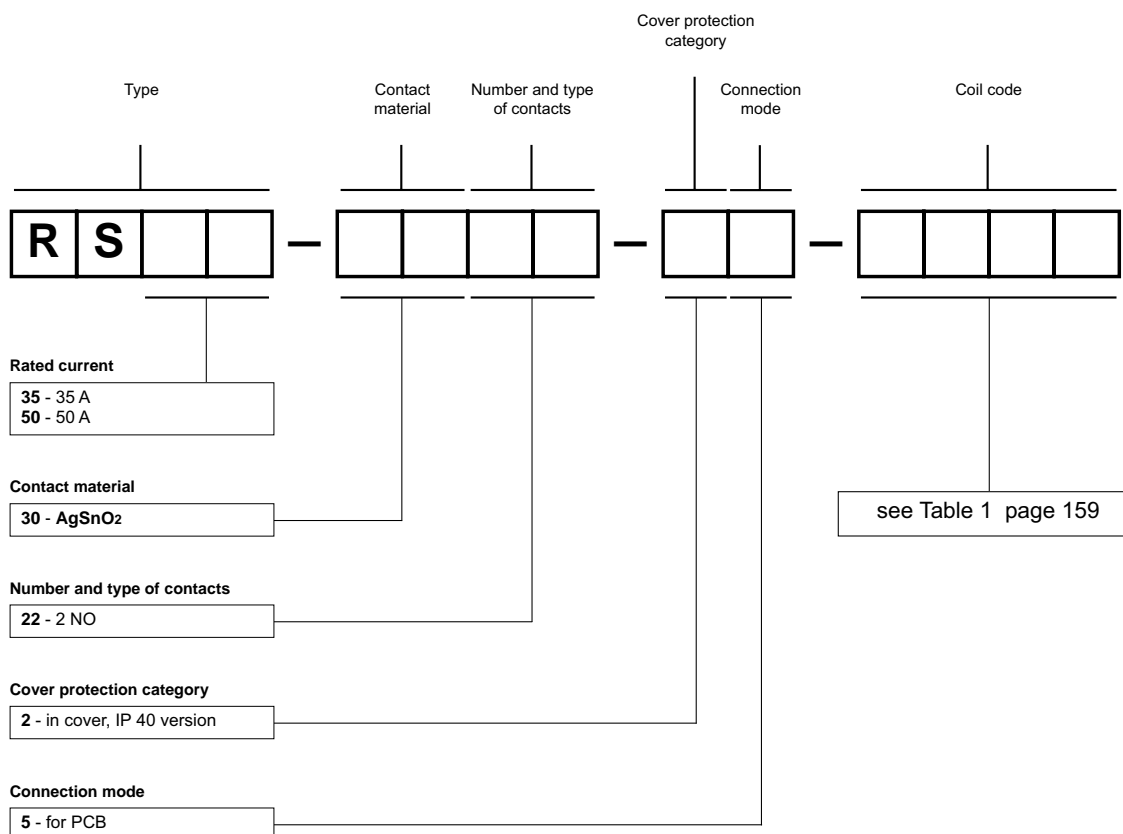 Cover protection
category
Type
Contact
material
Number and type
of contacts
Connection
mode
Coil code
R S — — —
Rated current
35 - 35 A
50 - 50 A
Contact material
30 - AgSnO2
see Table 1 page 159
Number and type of contacts
22 - 2 NO
Cover protection category
2 - in cover, IP 40 version
Connection mode
5 - for PCB